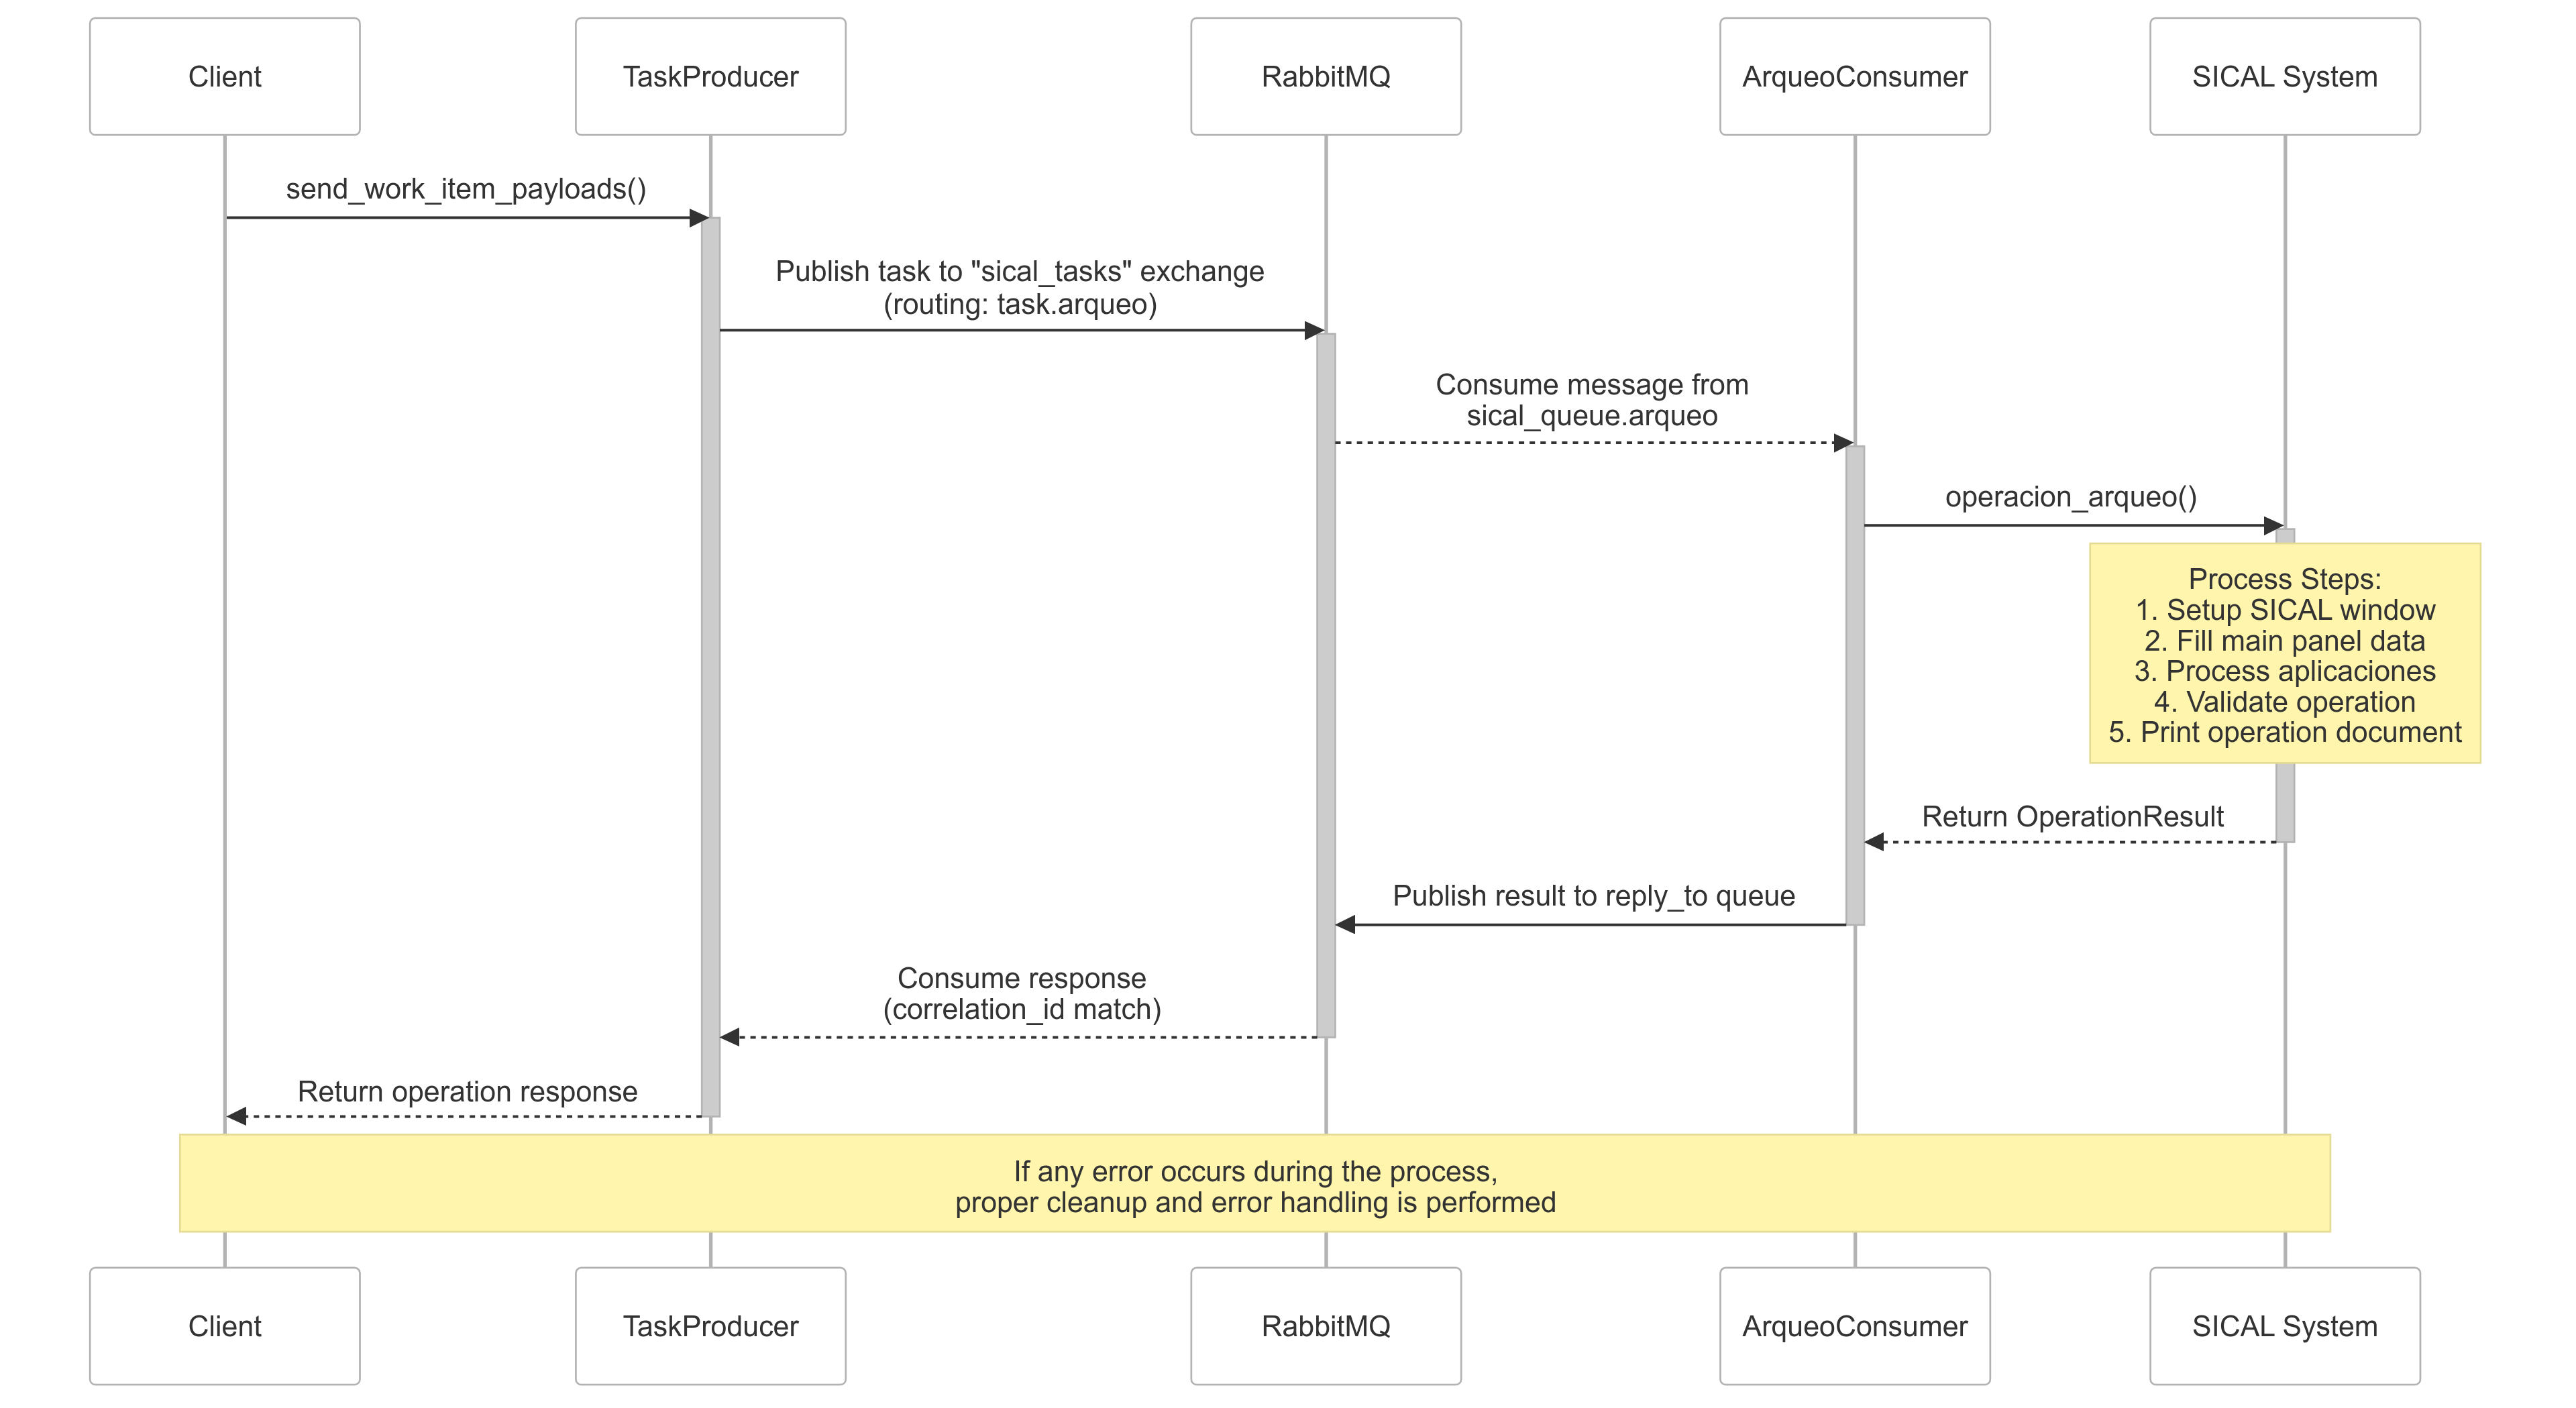 Client
TaskProducer
RabbitMQ
ArqueoConsumer
SICAL System
send_work_item_payloads()
Publish task to "sical_tasks" exchange
(routing: task.arqueo)
Consume message from
sical_queue.arqueo
operacion_arqueo()
Process Steps:
1. Setup SICAL window
2. Fill main panel data
3. Process aplicaciones
4. Validate operation
5. Print operation document
Return OperationResult
Publish result to reply_to queue
Consume response
(correlation_id match)
Return operation response
If any error occurs during the process,
proper cleanup and error handling is performed
Client
TaskProducer
RabbitMQ
ArqueoConsumer
SICAL System